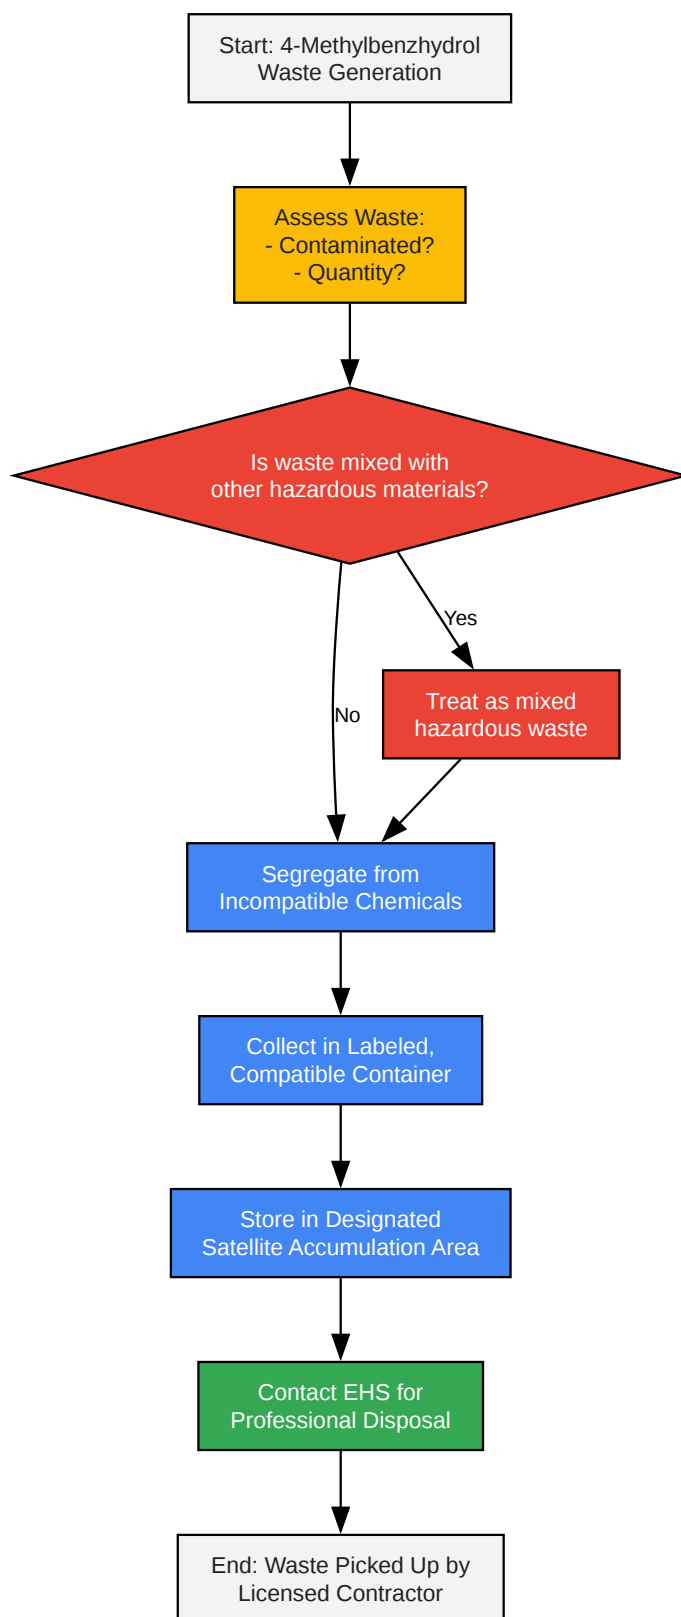 Start: 4-Methylbenzhydrol
Waste Generation
Assess Waste:
- Contaminated?
- Quantity?
Is waste mixed with
other hazardous materials?
Yes
No
Treat as mixed
hazardous waste
Segregate from
Incompatible Chemicals
Collect in Labeled,
Compatible Container
Store in Designated
Satellite Accumulation Area
Contact EHS for
Professional Disposal
End: Waste Picked Up by
Licensed Contractor